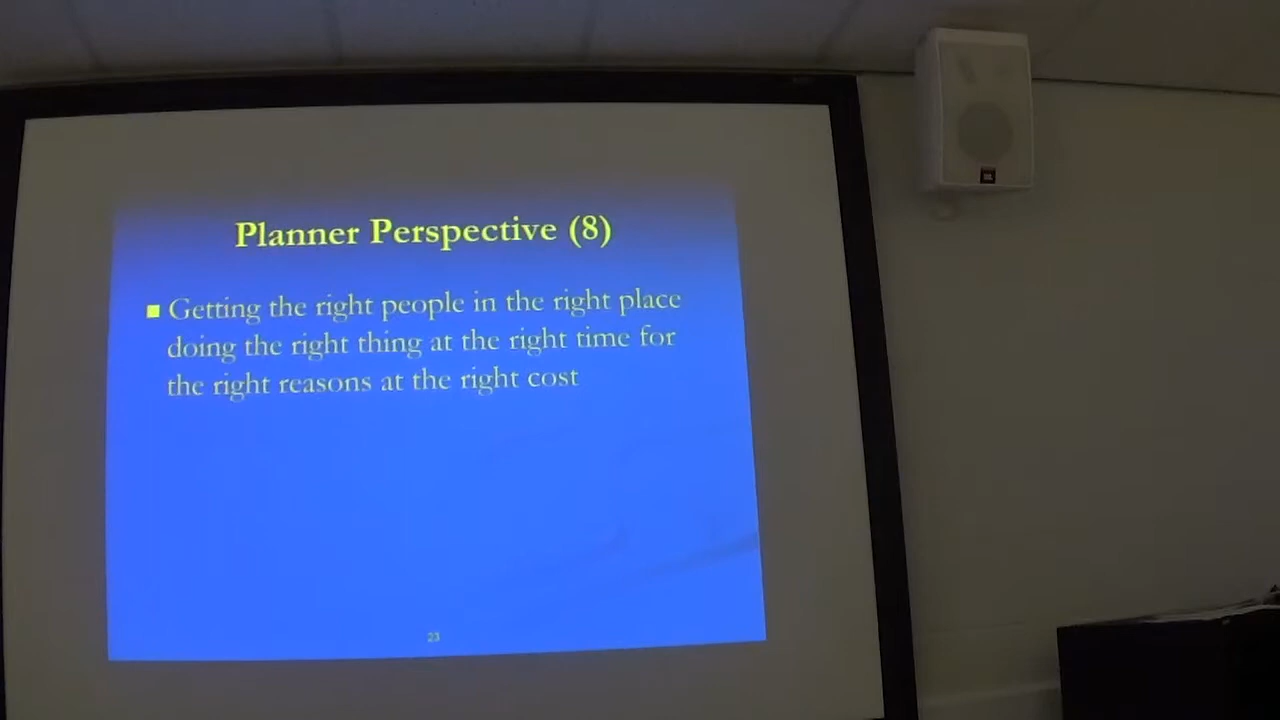 Planner Perspective (8)
Getting the right people in the right place
doing the right thing at the right time for
the right reasons at the right cost
23